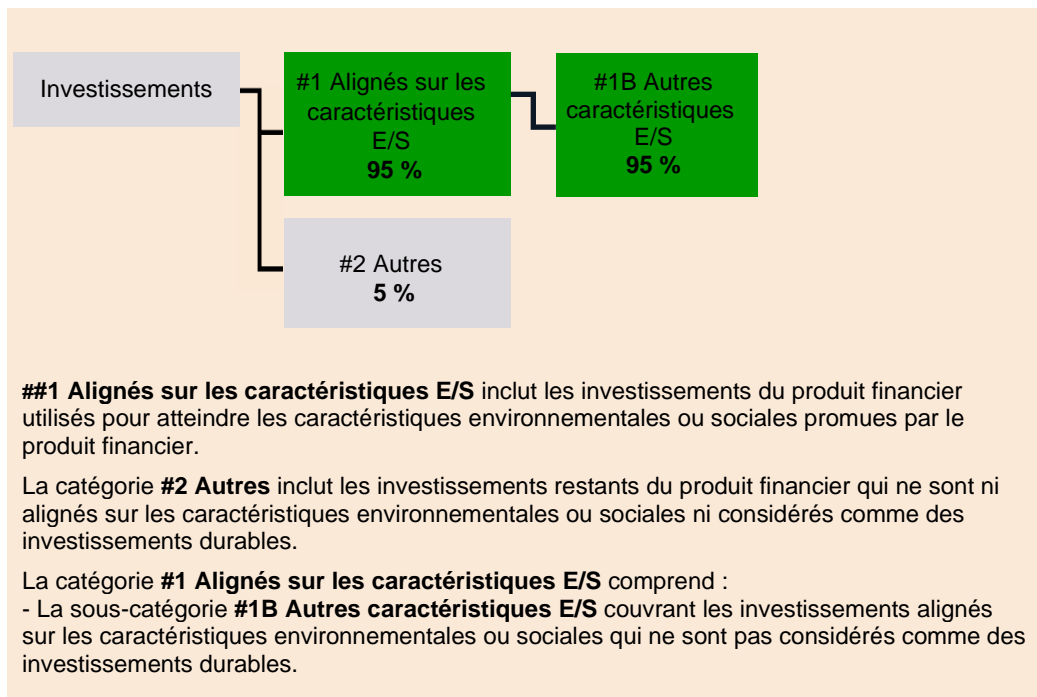 Investissements
#1 Alignés sur les
caractéristiques
E/S
95 %
#1B Autres
caractéristiques
E/S
95 %
#2 Autres
5 %
##1 Alignés sur les caractéristiques E/S inclut les investissements du produit financier
utilisés pour atteindre les caractéristiques environnementales ou sociales promues par le
produit financier.
La catégorie #2 Autres inclut les investissements restants du produit financier qui ne sont ni
alignés sur les caractéristiques environnementales ou sociales ni considérés comme des
investissements durables.
La catégorie #1 Alignés sur les caractéristiques E/S comprend :
- La sous-catégorie #1B Autres caractéristiques E/S couvrant les investissements alignés
sur les caractéristiques environnementales ou sociales qui ne sont pas considérés comme des
investissements durables.